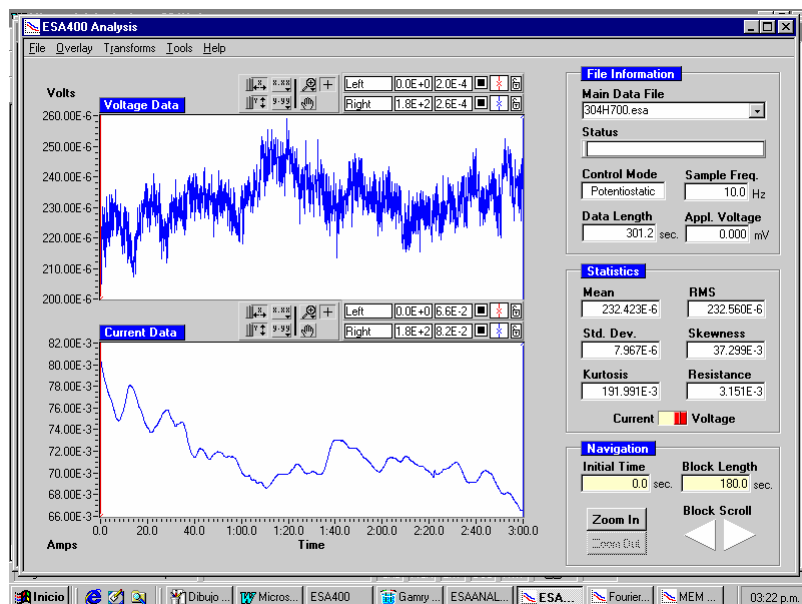 ESA400 Analysis
File Overlay Transforms Tools Help
Volts
Voltage Data
Left 0.0E+0 2.0E-4
Right 1.8E+2 2.6E-4
260.00E-6
250.00E-6
240.00E-6
230.00E-6
220.00E-6
210.00E-6
200.00E-6
Current Data
Left 0.0E+0 6.6E-2
Right 1.8E+2 8.2E-2
82.00E-3
80.00E-3
78.00E-3
76.00E-3
74.00E-3
72.00E-3
70.00E-3
68.00E-3
66.00E-3
0.0 20.0 40.0 1:00.0 1:20.0 1:40.0 2:00.0 2:20.0 2:40.0 3:00.0
Amps
Time
File Information
Main Data File
304H700.esa
Status
Control Mode Sample Freq.
Potentiostatic 10.0 Hz
Data Length Appl. Voltage
301.2 sec. 0.000 mV
Statistics
Mean RMS
232.423E-6 232.560E-6
Std. Dev. Skewness
7.967E-6 37.299E-3
Kurtosis Resistance
191.991E-3 3.151E-3
Current Voltage
Navigation
Initial Time Block Length
0.0 sec. 180.0 sec.
Zoom In Block Scroll
Zoom Out
Inicio Dibujo ... Micros... ESA400 Gamry ... ESAANAL... ESA... Fourier... MEM ... 03:22 p.m.